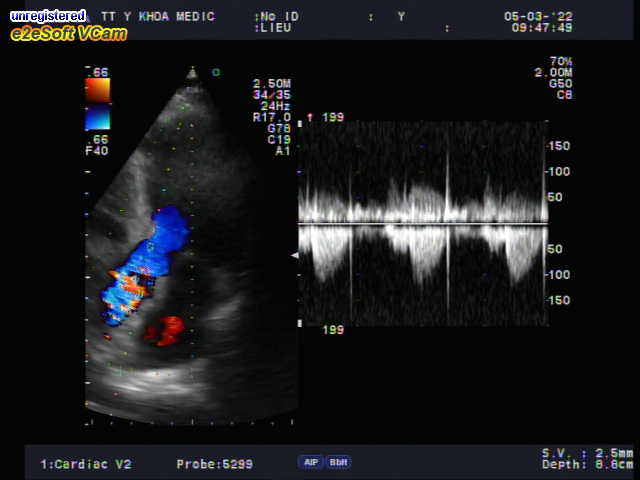 unregistered
e2eSoft VCam
TT Y KHOA MEDIC :No ID : Y 05-03-'22
:LIEU : 09:47:49
.66
.66
F40
2.50M
34/35
24Hz
R17.0
G78
C19
A1
70%
2.00M
G50
C8
↑ 199
150
100
50
50
100
150
199
1:Cardiac V2 Probe:5299 AIP BbH
S.V. : 2.5mm
Depth: 8.8cm